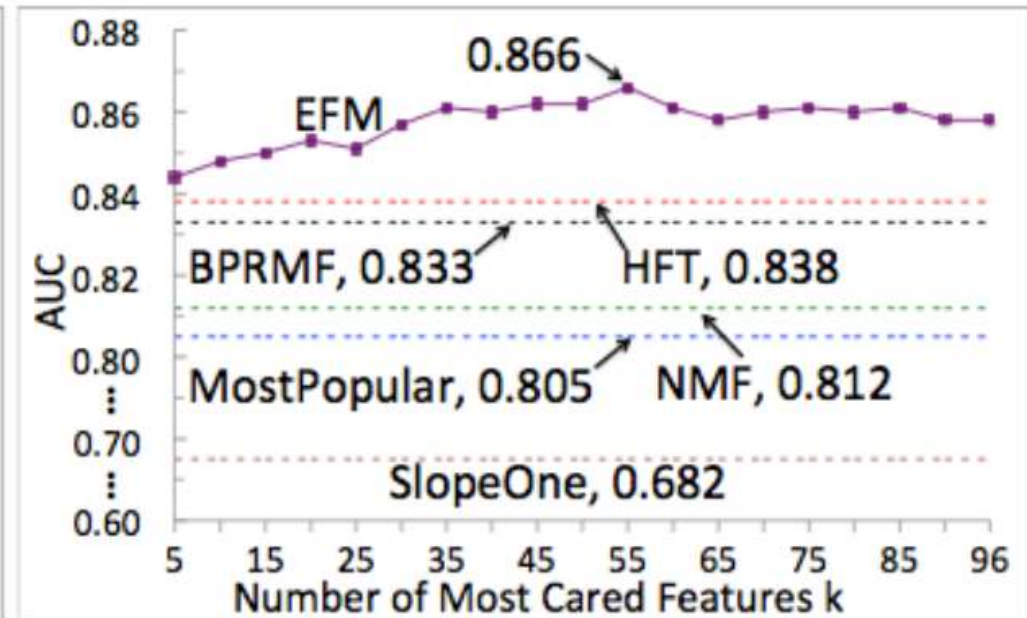 0.88
0.866
0.86
EFM
0.84
BPRMF, 0.833
HFT, 0.838
0.82
AUC
0.80
MostPopular, 0.805
NMF, 0.812
0.70
SlopeOne, 0.682
0.60
5 15 25 35 45 55 65 75 85 96
Number of Most Cared Features k